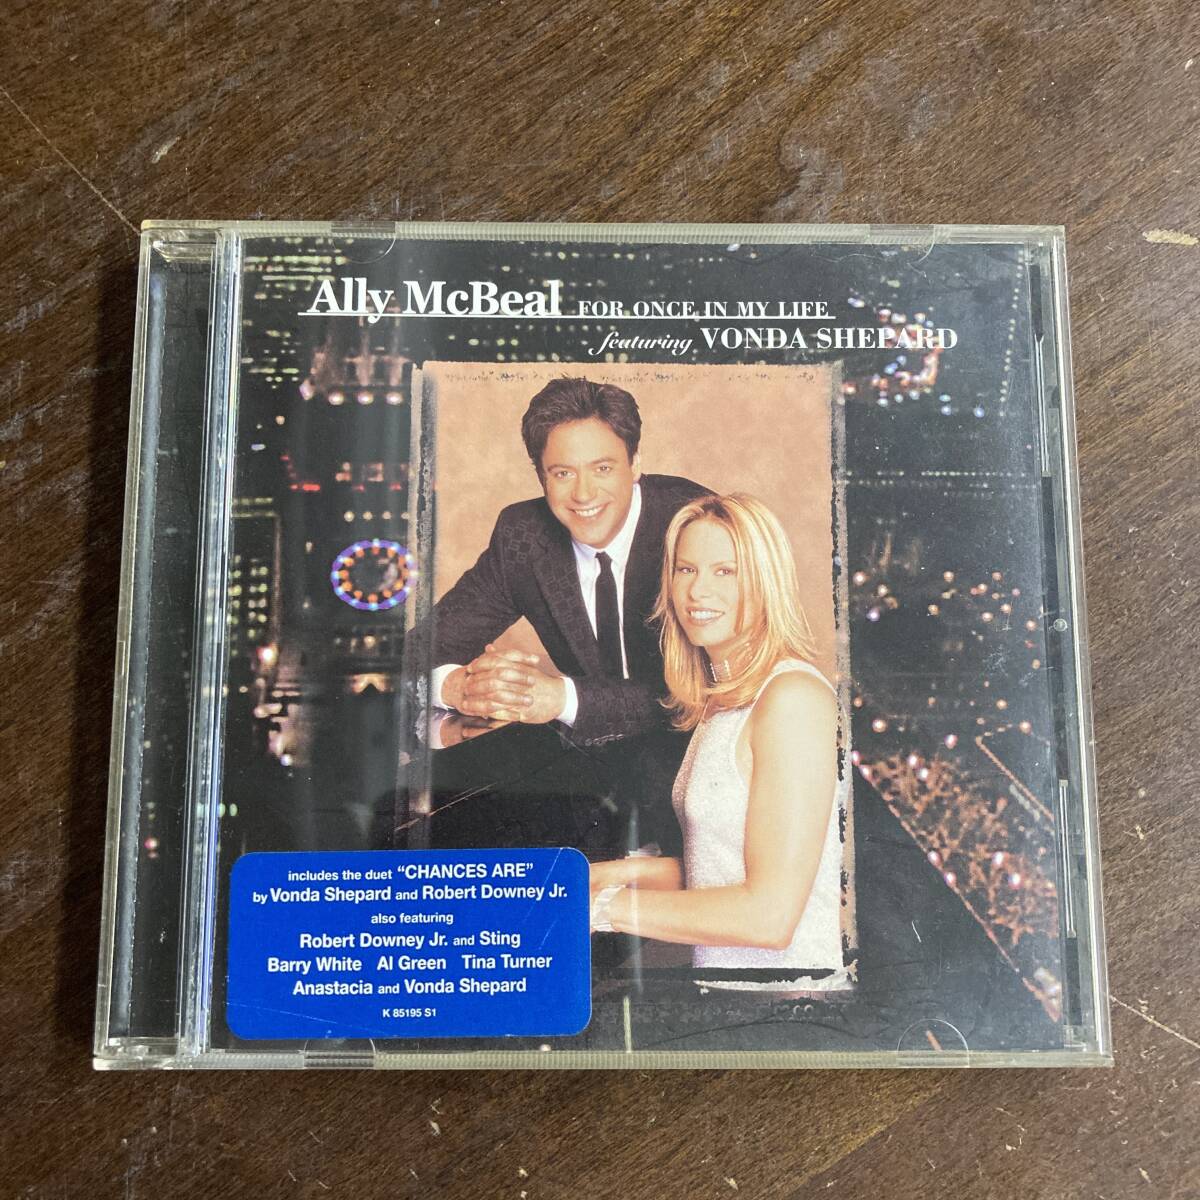 Ally McBeal FOR ONCE IN MY LIFE
featuring VONDA SHEPARD
includes the duet “CHANCES ARE”
by Vonda Shepard and Robert Downey Jr.
also featuring
Robert Downey Jr. and Sting
Barry White Al Green Tina Turner
Anastacia and Vonda Shepard
K 85195 S1